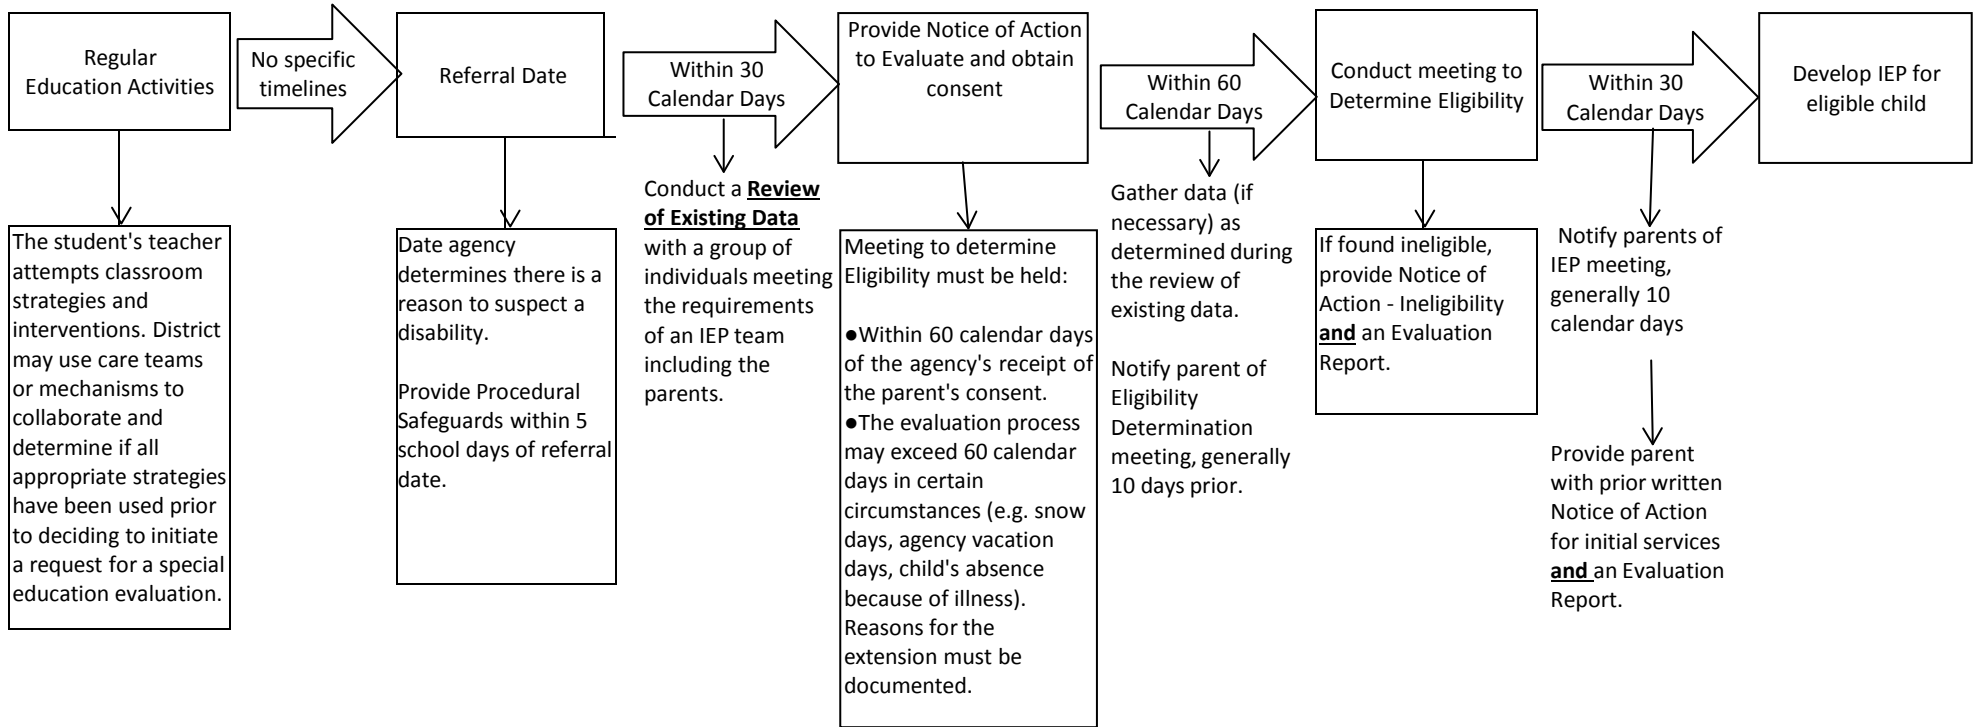 Regular
Education Activities
No specific
timelines
Referral Date
Within 30
Calendar Days
Provide Notice of Action
to Evaluate and obtain
consent
Within 60
Calendar Days
Conduct meeting to
Determine Eligibility
Within 30
Calendar Days
Develop IEP for
eligible child
The student's teacher
attempts classroom
strategies and
interventions. District
may use care teams
or mechanisms to
collaborate and
determine if all
appropriate strategies
have been used prior
to deciding to initiate
a request for a special
education evaluation.
Date agency
determines there is a
reason to suspect a
disability.
Provide Procedural
Safeguards within 5
school days of referral
date.
Conduct a Review
of Existing Data
with a group of
individuals meeting
the requirements
of an IEP team
including the
parents.
Meeting to determine
Eligibility must be held:
●Within 60 calendar days
of the agency's receipt of
the parent's consent.
●The evaluation process
may exceed 60 calendar
days in certain
circumstances (e.g. snow
days, agency vacation
days, child's absence
because of illness).
Reasons for the
extension must be
documented.
Gather data (if
necessary) as
determined during
the review of
existing data.
Notify parent of
Eligibility
Determination
meeting, generally
10 days prior.
If found ineligible,
provide Notice of
Action - Ineligibility
and an Evaluation
Report.
Notify parents of
IEP meeting,
generally 10
calendar days
Provide parent
with prior written
Notice of Action
for initial services
and an Evaluation
Report.